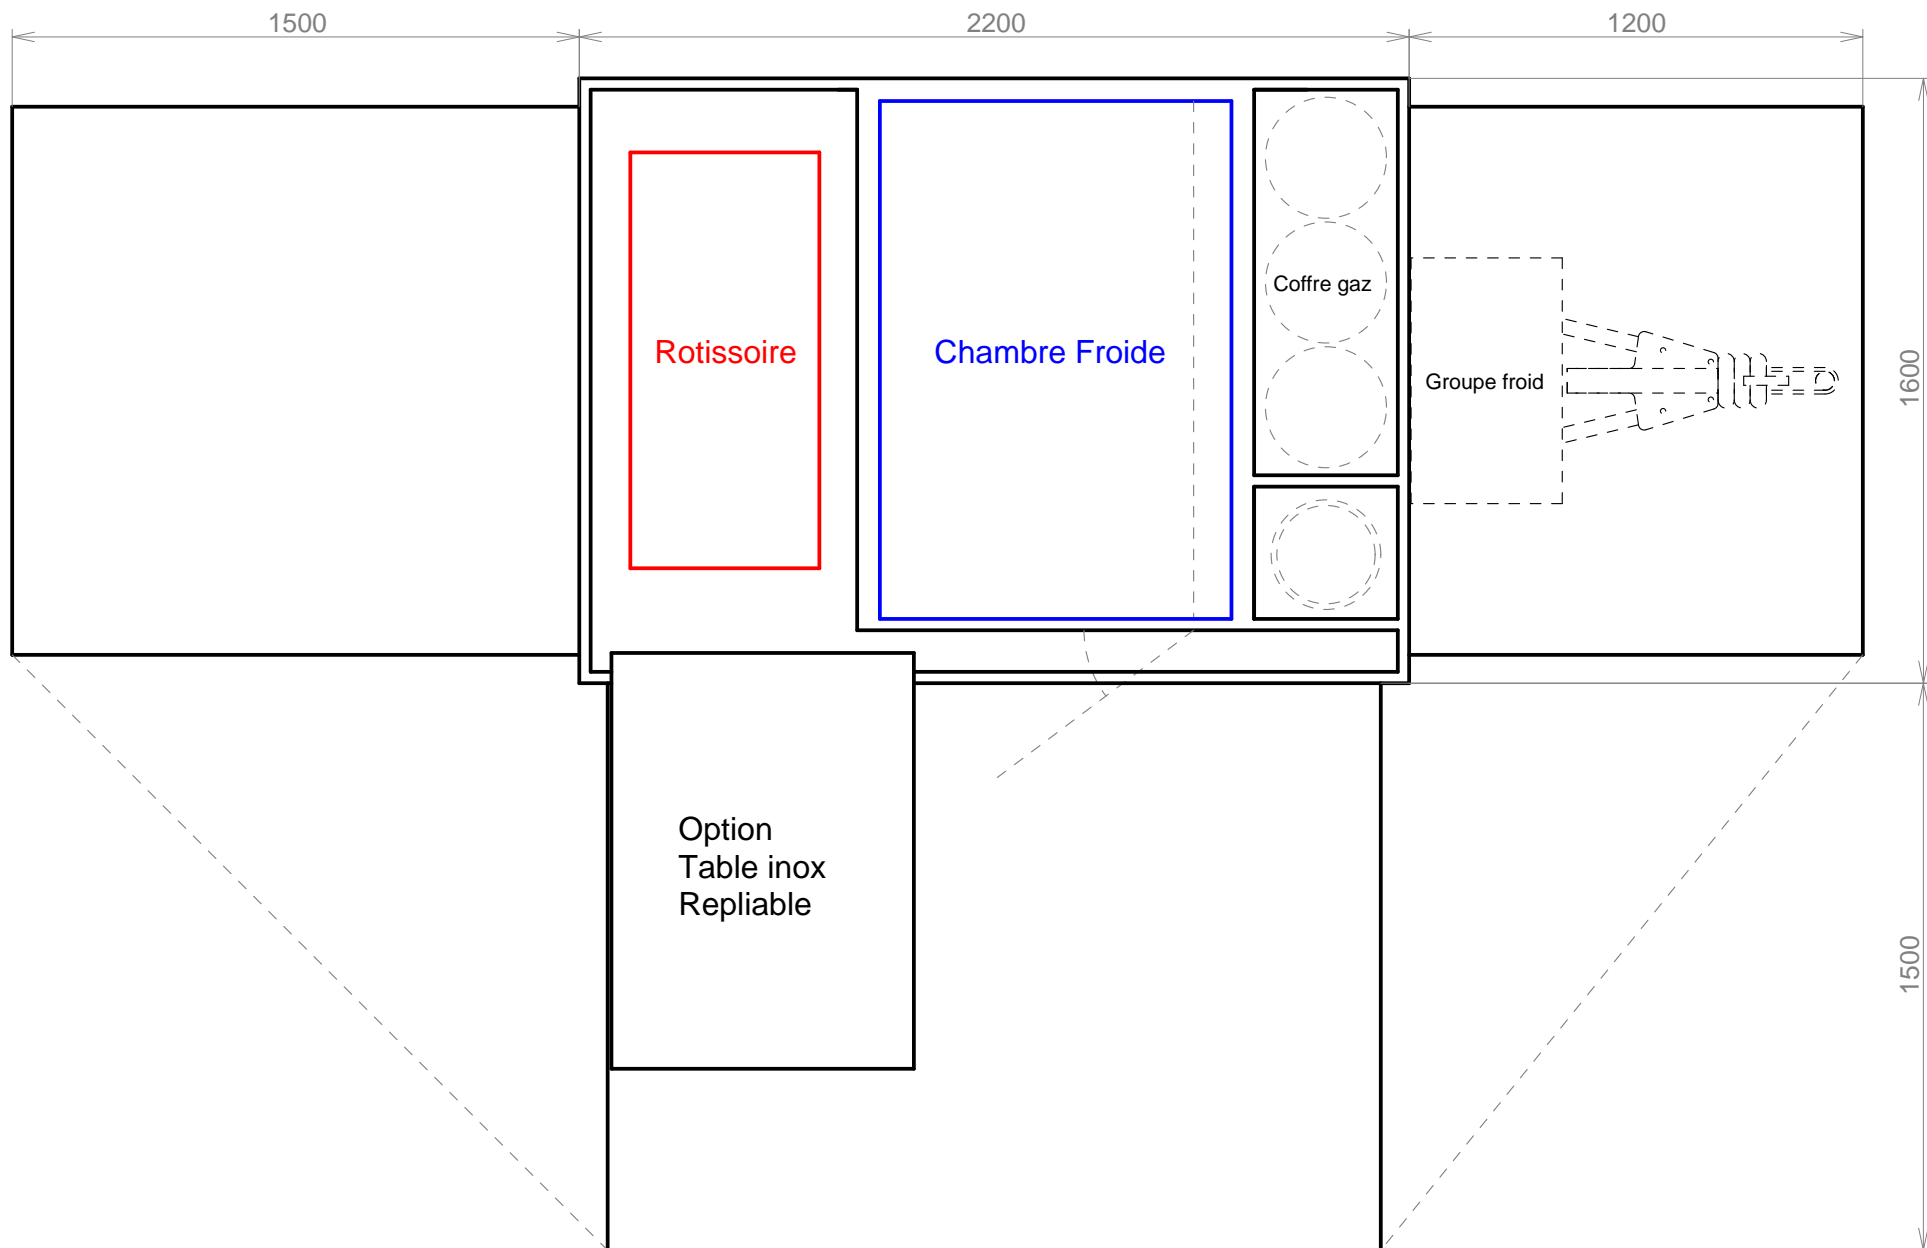 1500
2200
1200
Coffre gaz
Rotissoire
Chambre Froide
Groupe froid
1600
Option
Table inox
Repliable
1500